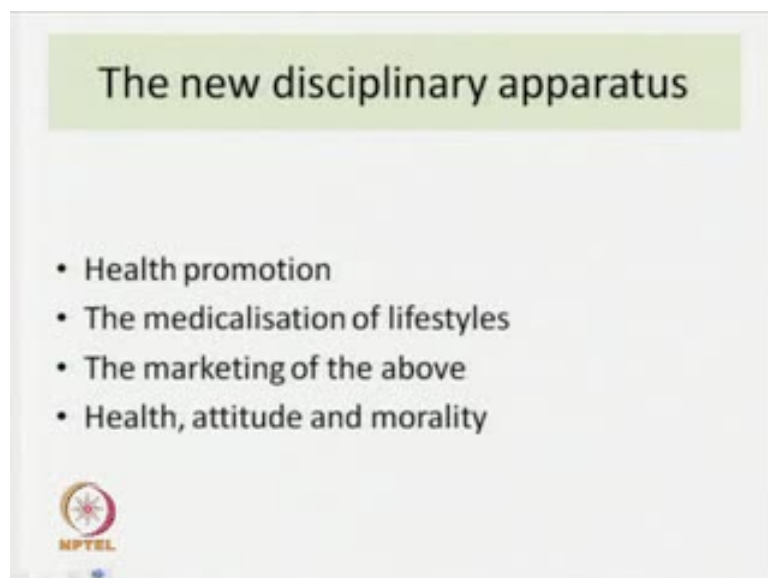 The new disciplinary apparatus
• Health promotion
• The medicalisation of lifestyles
• The marketing of the above
• Health, attitude and morality
NPTEL